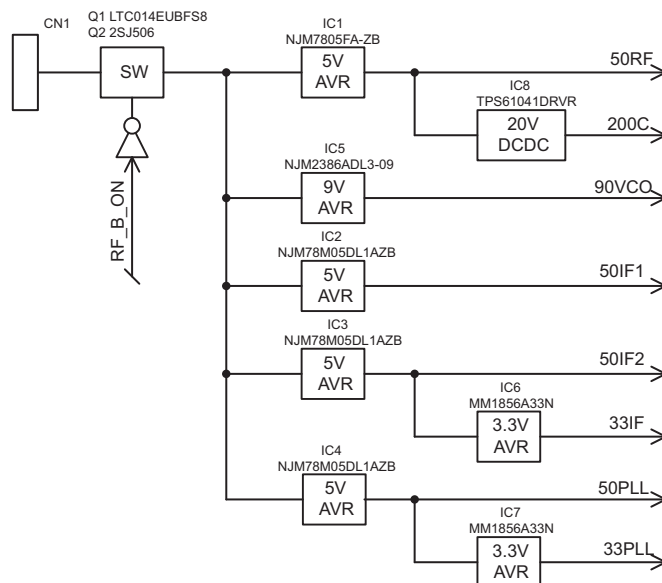 CN1
Q1 LTC014EUBFS8
Q2 2SJ506
SW
RF_B_ON
IC1
NJM7805FA-ZB
5V
AVR
50RF
IC8
TPS61041DRVR
20V
DCDC
200C
IC5
NJM2386ADL3-09
9V
AVR
90VCO
IC2
NJM78M05DL1AZB
5V
AVR
50IF1
IC3
NJM78M05DL1AZB
5V
AVR
50IF2
IC6
MM1856A33N
3.3V
AVR
33IF
IC4
NJM78M05DL1AZB
5V
AVR
50PLL
IC7
MM1856A33N
3.3V
AVR
33PLL